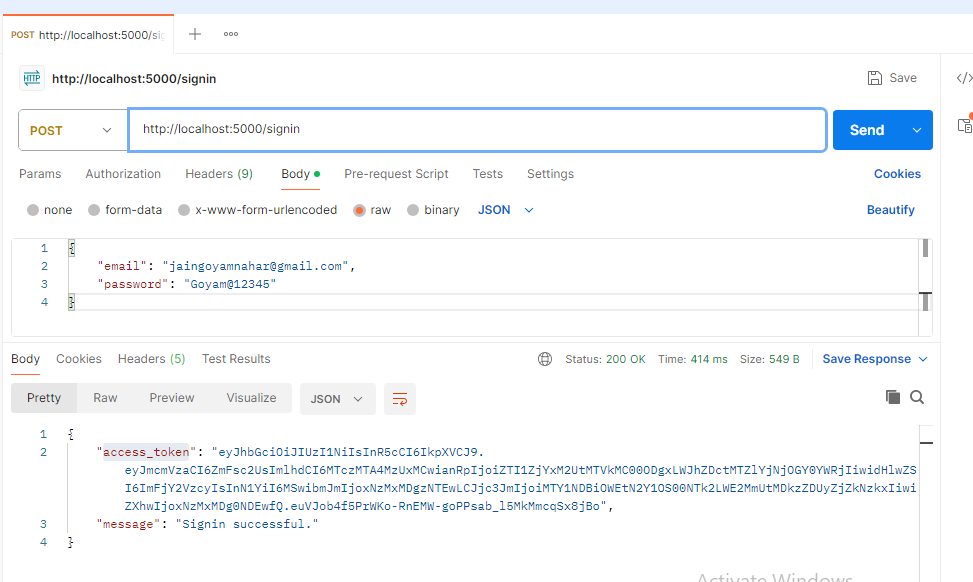 POST http://localhost:5000/sig
HTTP http://localhost:5000/signin Save
POST http://localhost:5000/signin Send
Params Authorization Headers (9) Body Pre-request Script Tests Settings Cookies
none form-data x-www-form-urlencoded raw binary JSON Beautify
1 {
2 "email": "jaingoyamnahar@gmail.com",
3 "password": "Goyam@12345"
4 }
Body Cookies Headers (5) Test Results Status: 200 OK Time: 414 ms Size: 549 B Save Response
Pretty Raw Preview Visualize JSON
1 {
2 "access_token": "eyJhbGciOiJIUzI1NiIsInR5cCI6IkpXVCJ9.
eyJmcmVzaCI6ZmFsc2UsImlhdCI6MTczMTA4MzUxMCwianRpIjoiZTI1ZjYxM2UtMTVkMC00ODgxLWJhZDctMTZlYjNjOGY0YWRjIiwidHlwZS
I6ImFjY2VzcyIsInN1YiI6MSwibmJmIjoxNzMxMDgzNTEwLCJjc3JmIjoiMTY1NDBiOWEtN2Y1OS00NTk2LWE2MmUtMDkzZDUyZjZkNzkxIiwi
ZXhwIjoxNzMxMDg0NDEwfQ.euVJob4f5PrWKo-RnEMW-goPPsab_l5MkMmcqSx8jBo",
3 "message": "Signin successful."
4 }
Activate Windows